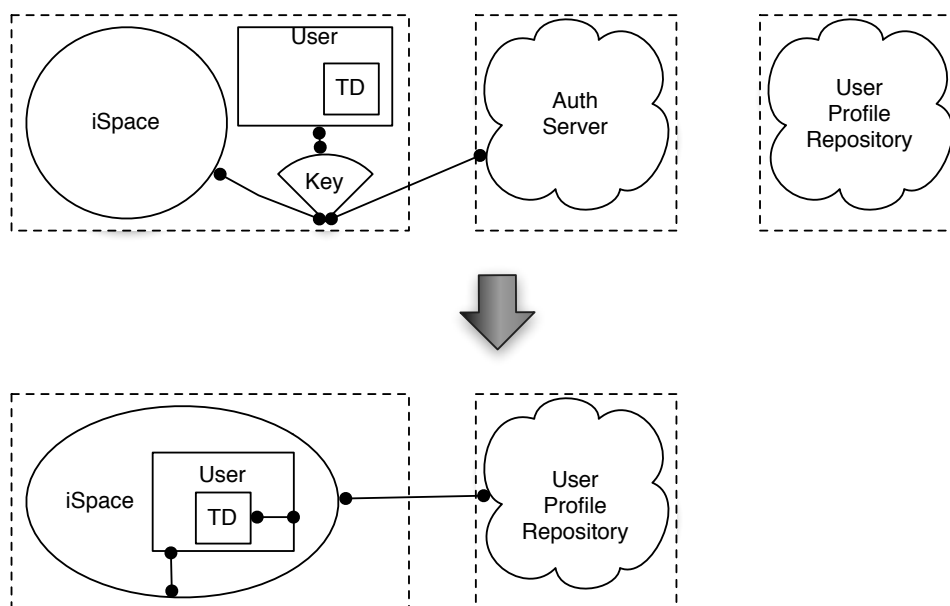 User
TD
iSpace
Key
Auth
Server
User
Profile
Repository
User
iSpace
TD
User
Profile
Repository